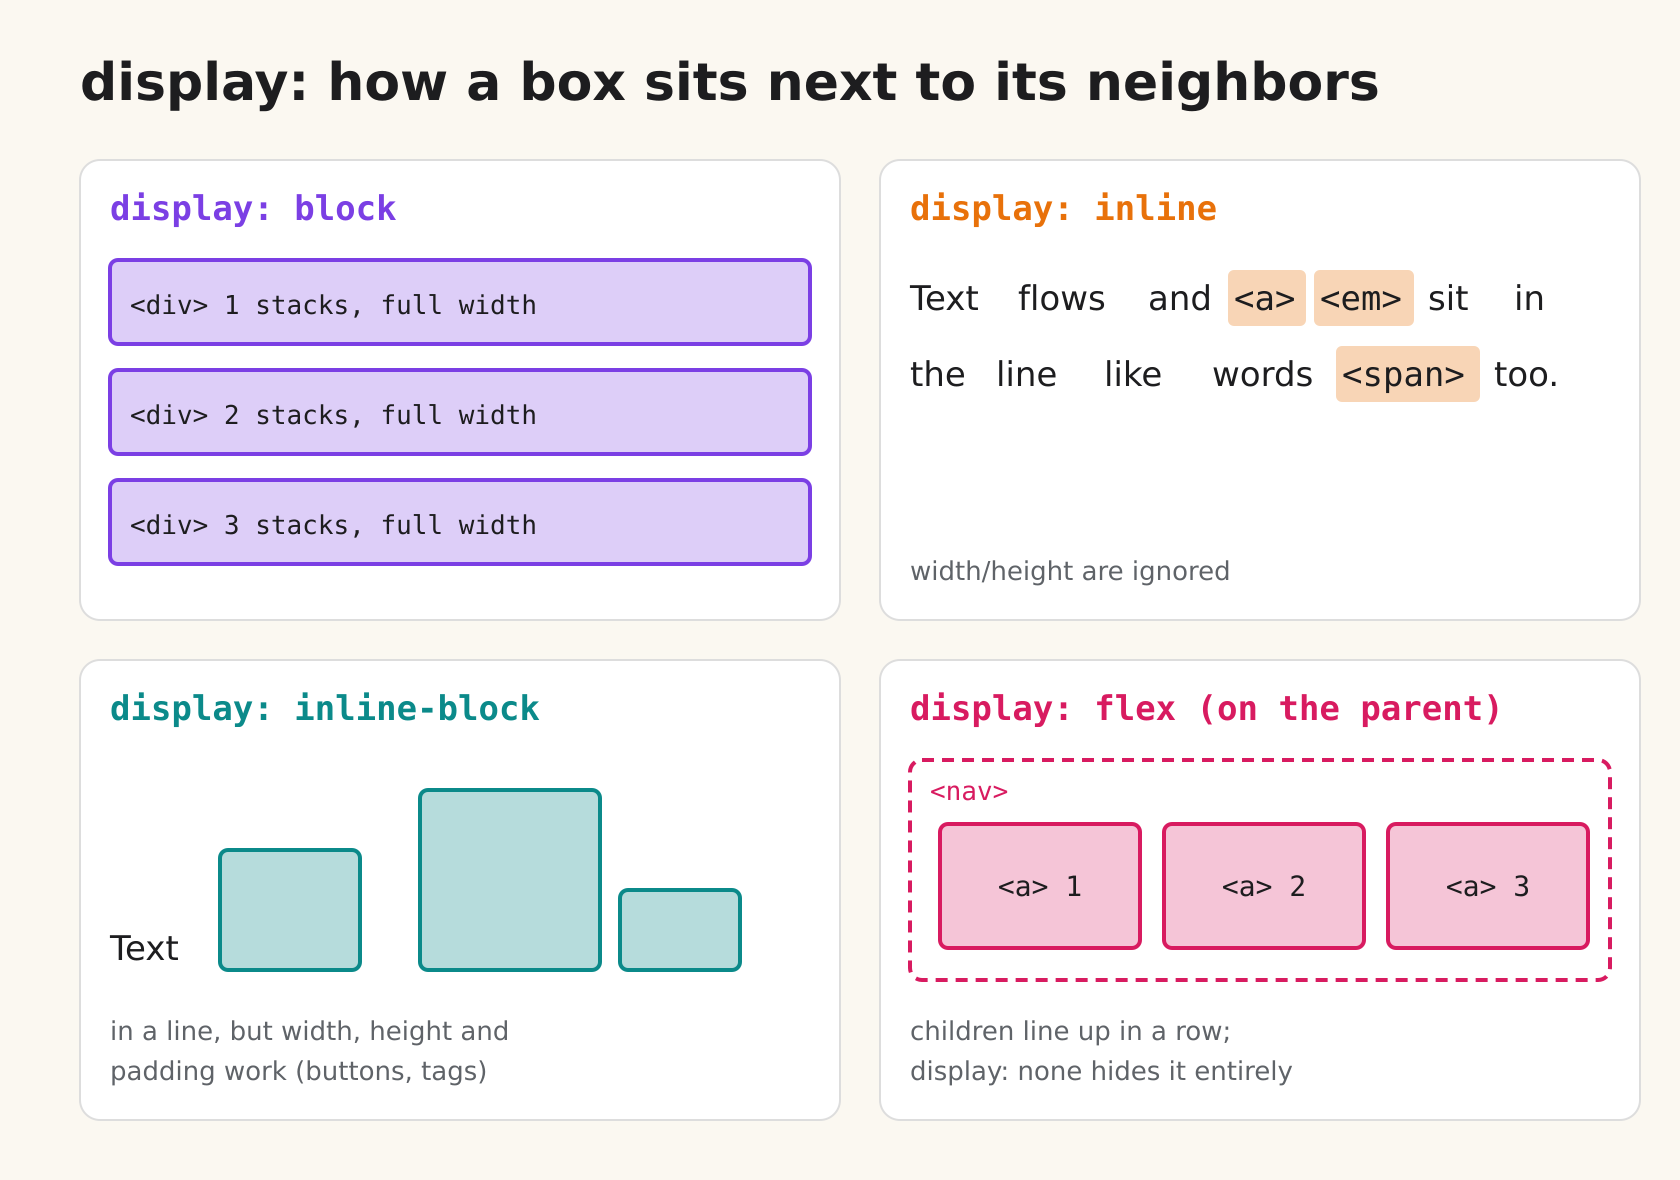 display: how a box sits next to its neighbors
display: block
<div> 1 stacks, full width
<div> 2 stacks, full width
<div> 3 stacks, full width
display: inline
Text flows and <a> <em> sit in
the line like words <span> too.
width/height are ignored
display: inline-block
Text
in a line, but width, height and
padding work (buttons, tags)
display: flex (on the parent)
<nav>
<a> 1 <a> 2 <a> 3
children line up in a row;
display: none hides it entirely